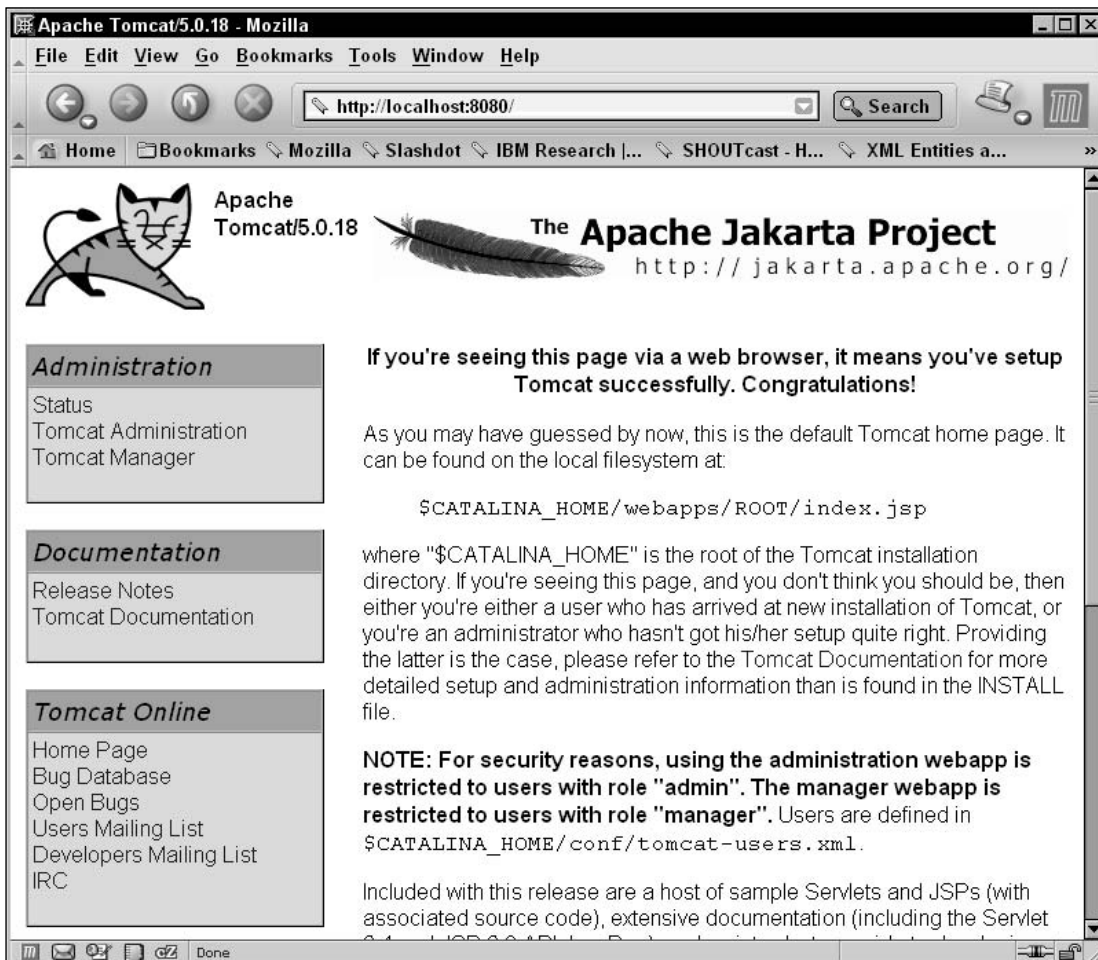 Apache Tomcat/5.0.18 - Mozilla
File Edit View Go Bookmarks Tools Window Help
http://localhost:8080/
Search
Home Bookmarks Mozilla Slashdot IBM Research |... SHOUTcast - H... XML Entities a... »
Apache
Tomcat/5.0.18
The Apache Jakarta Project
http://jakarta.apache.org/
Administration
Status
Tomcat Administration
Tomcat Manager
Documentation
Release Notes
Tomcat Documentation
Tomcat Online
Home Page
Bug Database
Open Bugs
Users Mailing List
Developers Mailing List
IRC
If you're seeing this page via a web browser, it means you've setup
Tomcat successfully. Congratulations!
As you may have guessed by now, this is the default Tomcat home page. It
can be found on the local filesystem at:
$CATALINA_HOME/webapps/ROOT/index.jsp
where "$CATALINA_HOME" is the root of the Tomcat installation
directory. If you're seeing this page, and you don't think you should be, then
either you're either a user who has arrived at new installation of Tomcat, or
you're an administrator who hasn't got his/her setup quite right. Providing
the latter is the case, please refer to the Tomcat Documentation for more
detailed setup and administration information than is found in the INSTALL
file.
NOTE: For security reasons, using the administration webapp is
restricted to users with role "admin". The manager webapp is
restricted to users with role "manager". Users are defined in
$CATALINA_HOME/conf/tomcat-users.xml.
Included with this release are a host of sample Servlets and JSPs (with
associated source code), extensive documentation (including the Servlet
Done